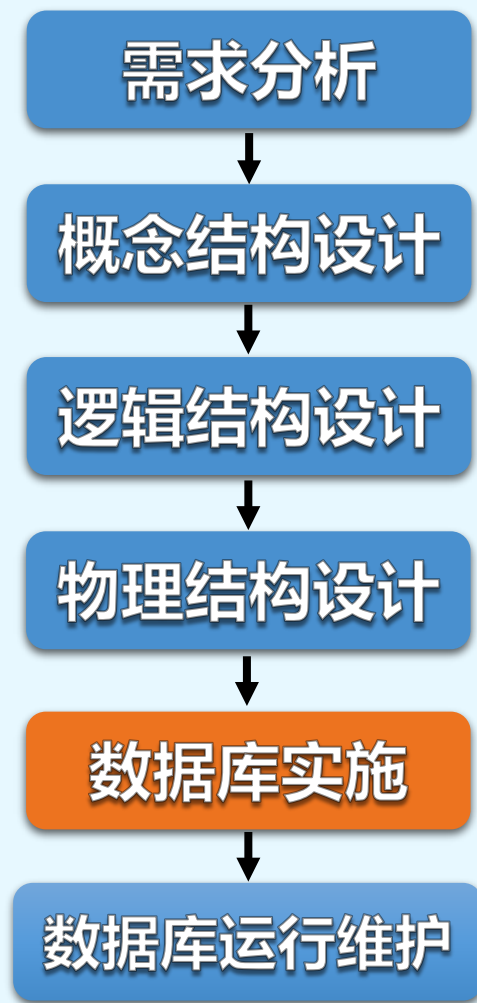 需求分析
概念结构设计
逻辑结构设计
物理结构设计
数据库实施
数据库运行维护